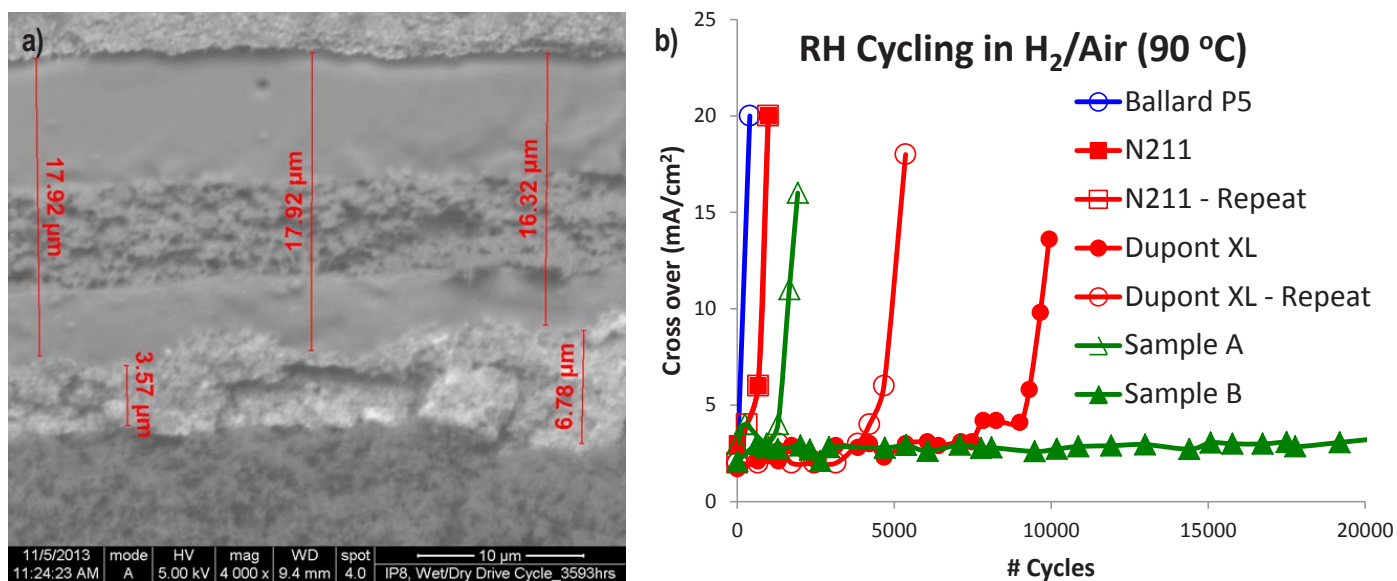 a)
17.92 µm
17.92 µm
16.32 µm
3.57 µm
6.78 µm
11/5/2013 mode HV mag WD spot 10 µm
11:24:23 AM A 5.00 kV 4 000 x 9.4 mm 4.0 IP8, Wet/Dry Drive Cycle_3593hrs
b)
RH Cycling in H₂/Air (90 ºC)
Cross over (mA/cm²)
25
20
15
10
5
0
Ballard P5
N211
N211 - Repeat
Dupont XL
Dupont XL - Repeat
Sample A
Sample B
0 5000 10000 15000 20000
# Cycles